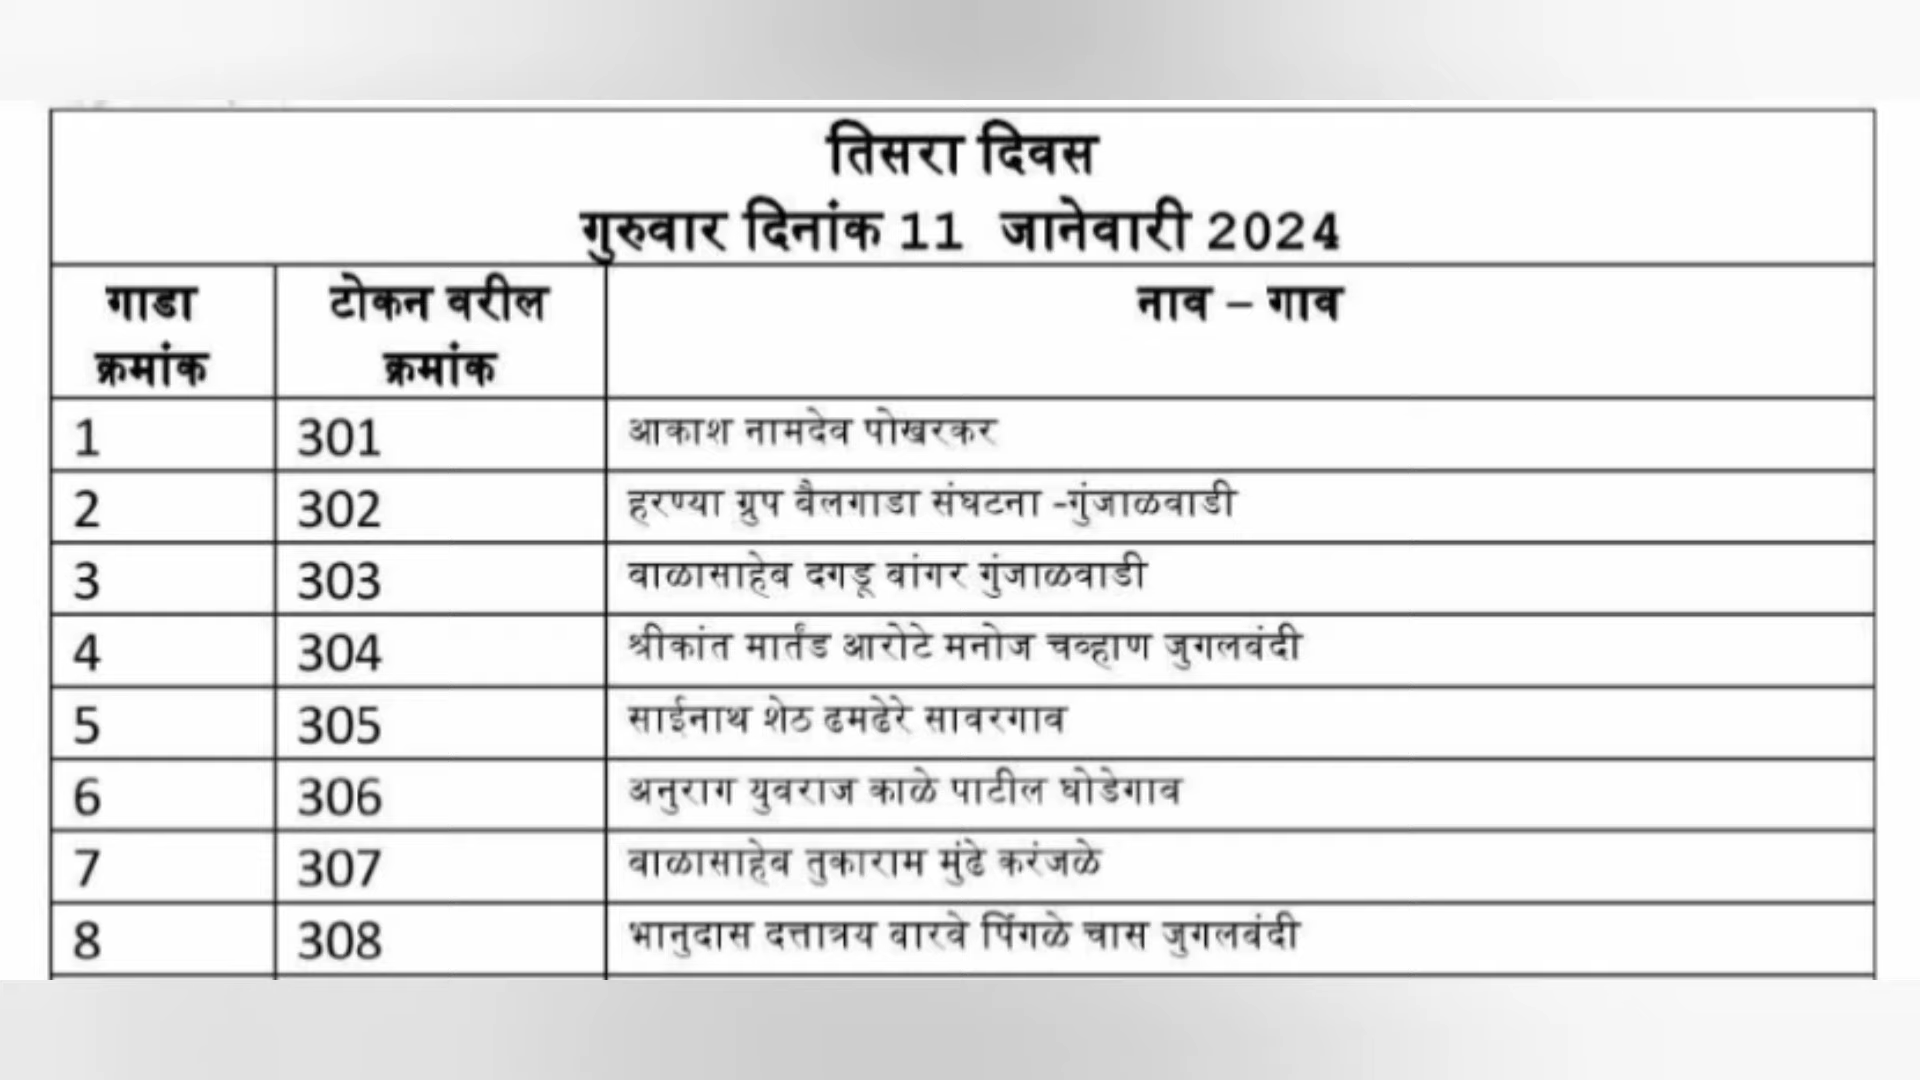 तिसरा दिवस
गुरुवार दिनांक 11 जानेवारी 2024
गाडा क्रमांक टोकन वरील क्रमांक नाव – गाव
1 301 आकाश नामदेव पोखरकर
2 302 हरण्या ग्रुप बैलगाडा संघटना -गुंजाळवाडी
3 303 बाळासाहेब दगडू बांगर गुंजाळवाडी
4 304 श्रीकांत मार्तंड आरोटे मनोज चव्हाण जुगलबंदी
5 305 साईनाथ शेठ ढमढेरे सावरगाव
6 306 अनुराग युवराज काळे पाटील घोडेगाव
7 307 बाळासाहेब तुकाराम मुंढे करंजळे
8 308 भानुदास दत्तात्रय बारवे पिंगळे चास जुगलबंदी